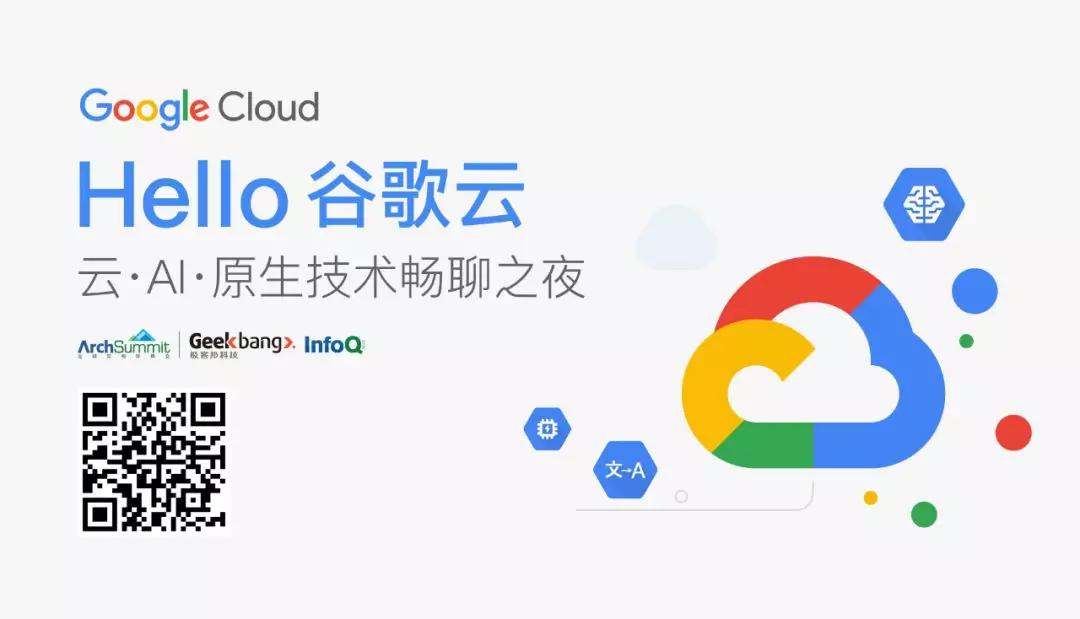 Google Cloud
Hello 谷歌云
云·AI·原生技术畅聊之夜
ArchSummit
Geekbang>.
极客邦科技
InfoQ
文→A